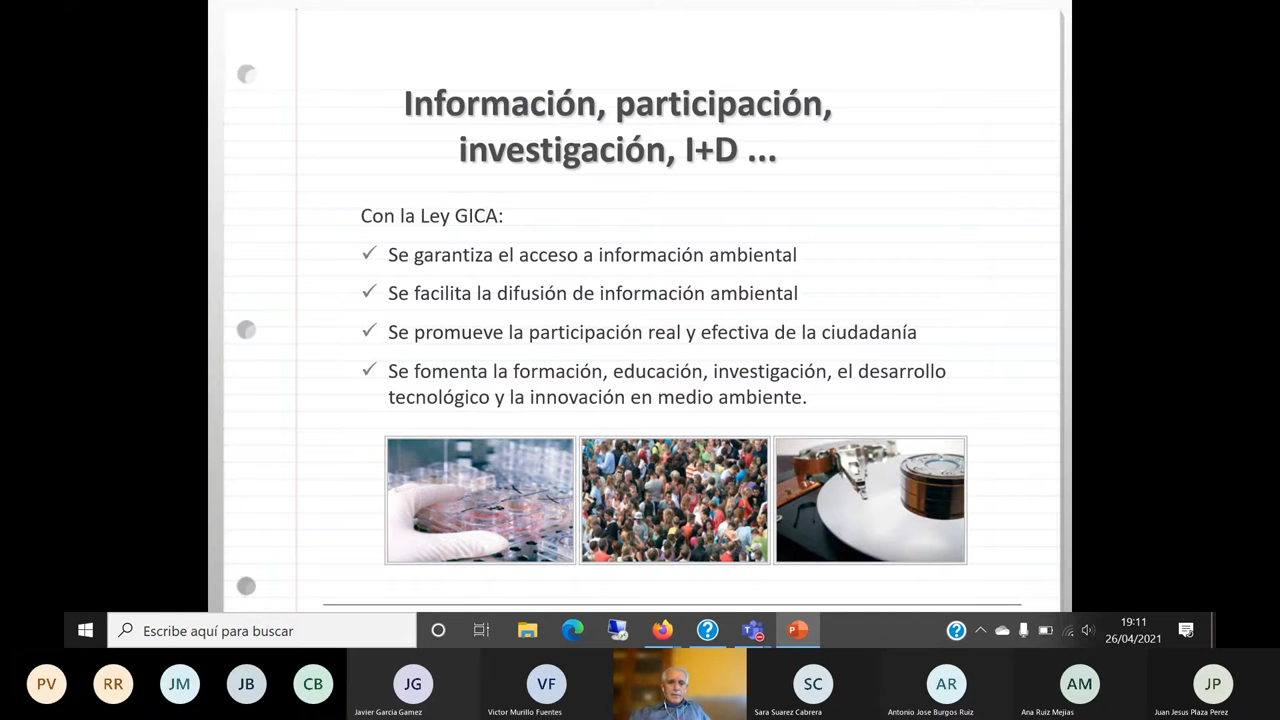 Información, participación,
investigación, I+D ...
Con la Ley GICA:
Se garantiza el acceso a información ambiental
Se facilita la difusión de información ambiental
Se promueve la participación real y efectiva de la ciudadanía
Se fomenta la formación, educación, investigación, el desarrollo
tecnológico y la innovación en medio ambiente.
Escribe aquí para buscar
19:11
26/04/2021
PV
RR
JM
JB
CB
JG
VF
SC
AR
AM
JP
Javier Garcia Gamez
Victor Murillo Fuentes
Sara Suarez Cabrera
Antonio Jose Burgos Ruiz
Ana Ruiz Mejias
Juan Jesus Plaza Perez